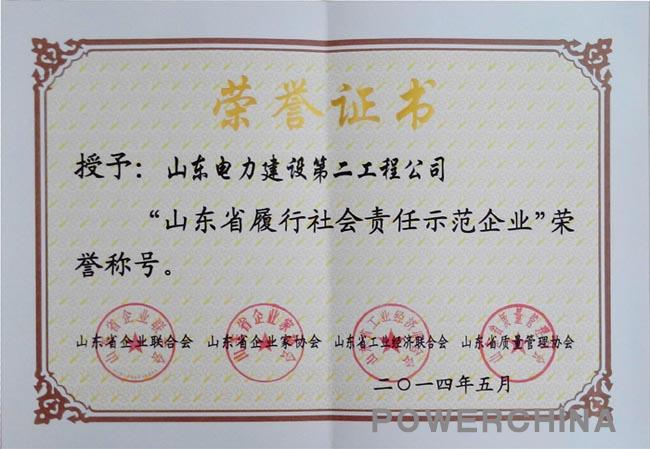 荣誉证书
授予：山东电力建设第二工程公司
“山东省履行社会责任示范企业”荣
誉称号。
山东省企业联合会 山东省企业家协会 山东省工业经济联合会 山东省质量管理协会
二〇一四年五月
POWERCHINA